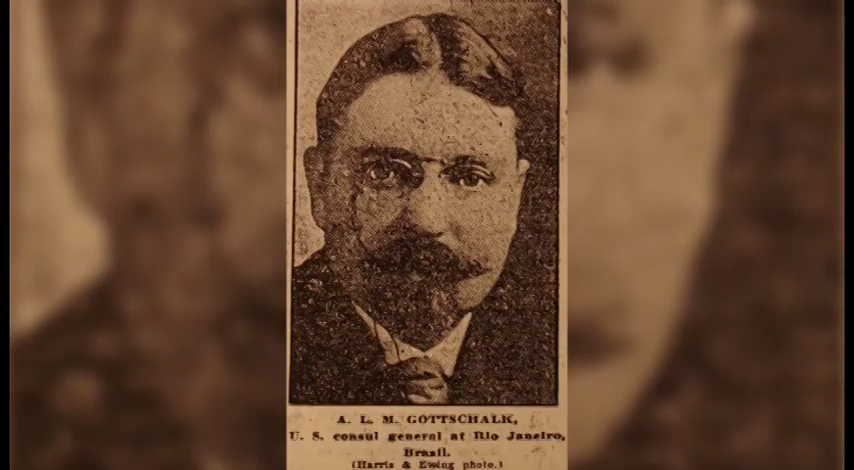 A. L. M. GOTTSCHALK,
U. S. consul general at Rio Janeiro,
Brazil.
(Harris & Ewing photo.)